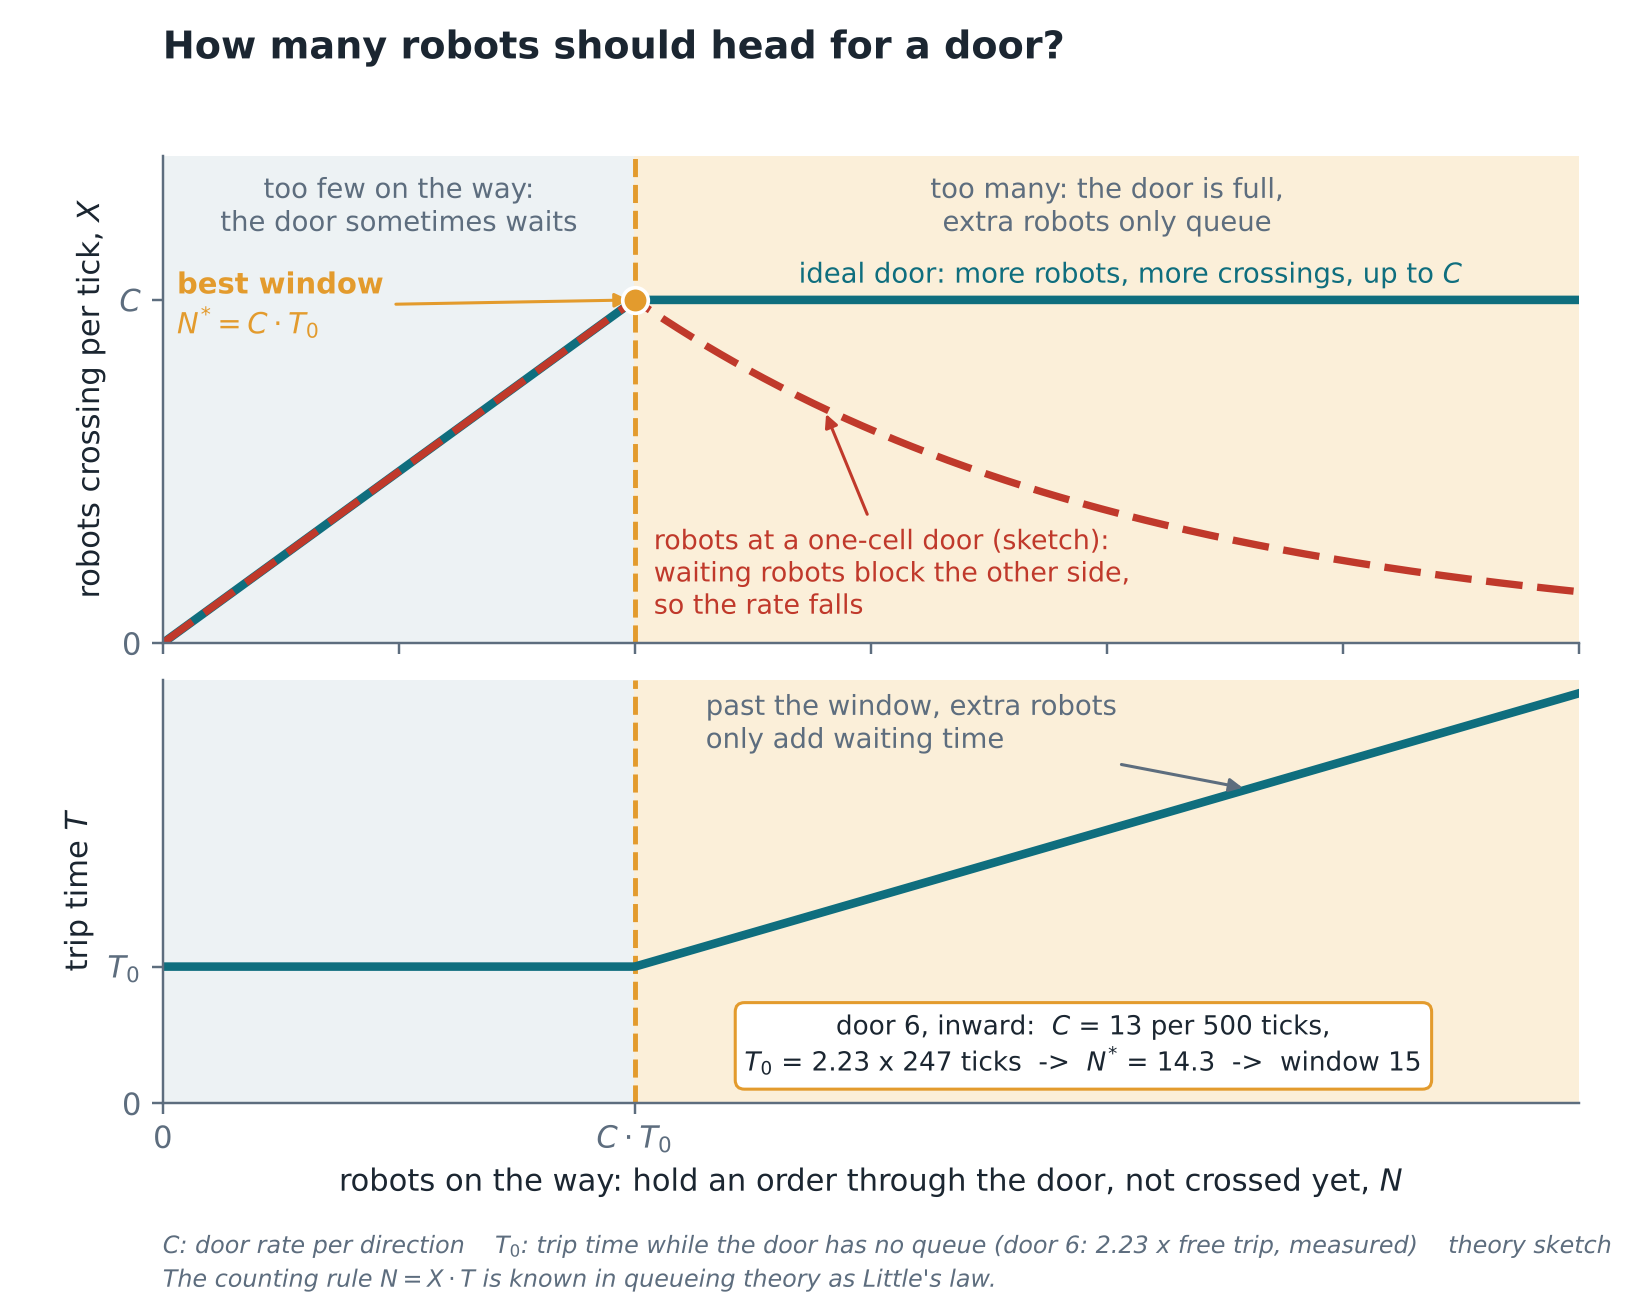 How many robots should head for a door?
too few on the way:
the door sometimes waits
too many: the door is full,
extra robots only queue
ideal door: more robots, more crossings, up to C
best window
N* = C · T₀
robots crossing per tick, X
C
0
robots at a one-cell door (sketch):
waiting robots block the other side,
so the rate falls
past the window, extra robots
only add waiting time
trip time T
T₀
door 6, inward: C = 13 per 500 ticks,
T₀ = 2.23 x 247 ticks -> N* = 14.3 -> window 15
0
0
C · T₀
robots on the way: hold an order through the door, not crossed yet, N
C: door rate per direction T₀: trip time while the door has no queue (door 6: 2.23 x free trip, measured) theory sketch
The counting rule N = X · T is known in queueing theory as Little's law.